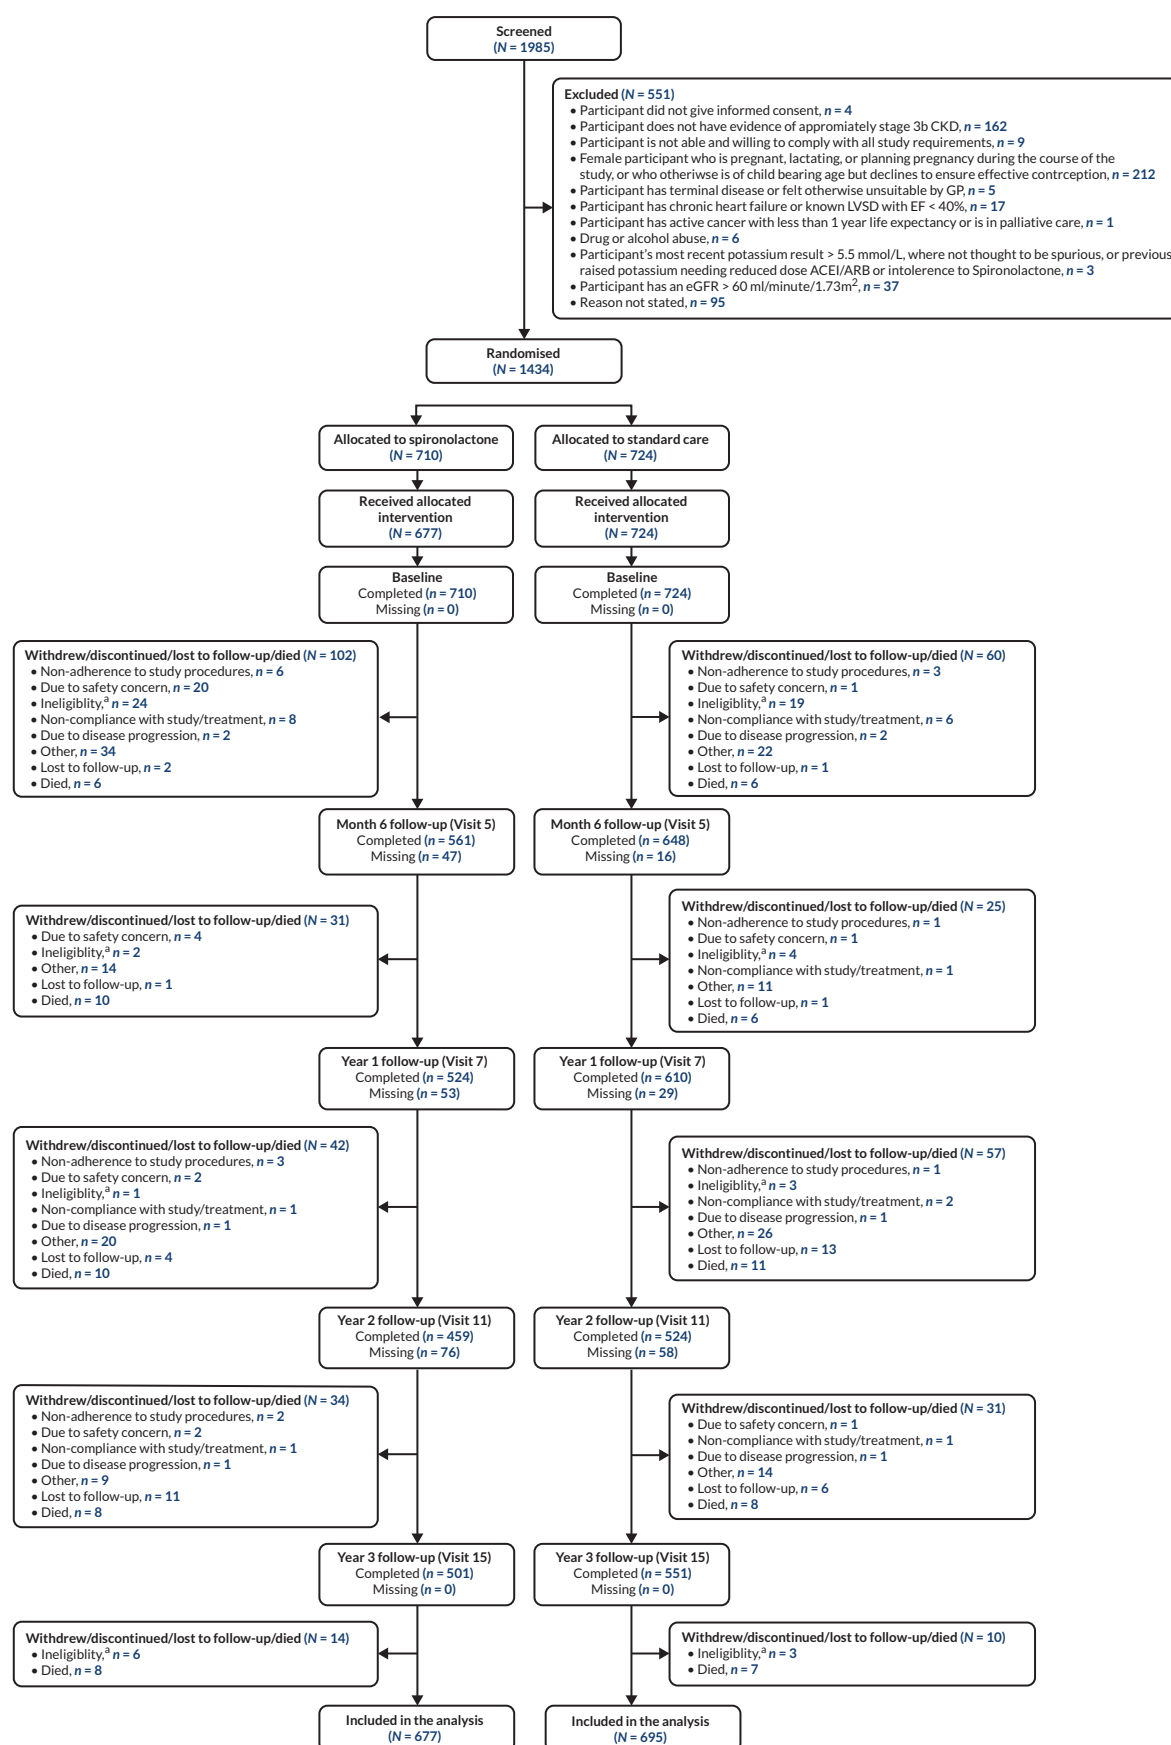 Screened
(N = 1985)
Excluded (N = 551)
• Participant did not give informed consent, n = 4
• Participant does not have evidence of appromiately stage 3b CKD, n = 162
• Participant is not able and willing to comply with all study requirements, n = 9
• Female participant who is pregnant, lactating, or planning pregnancy during the course of the
study, or who otheriwse is of child bearing age but declines to ensure effective contrception, n = 212
• Participant has terminal disease or felt otherwise unsuitable by GP, n = 5
• Participant has chronic heart failure or known LVSD with EF < 40%, n = 17
• Participant has active cancer with less than 1 year life expectancy or is in palliative care, n = 1
• Drug or alcohol abuse, n = 6
• Participant's most recent potassium result > 5.5 mmol/L, where not thought to be spurious, or previous
raised potassium needing reduced dose ACEI/ARB or intolerence to Spironolactone, n = 3
• Participant has an eGFR > 60 ml/minute/1.73m², n = 37
• Reason not stated, n = 95
Randomised
(N = 1434)
Allocated to spironolactone
(N = 710)
Allocated to standard care
(N = 724)
Received allocated
intervention
(N = 677)
Received allocated
intervention
(N = 724)
Baseline
Completed (n = 710)
Missing (n = 0)
Baseline
Completed (n = 724)
Missing (n = 0)
Withdrew/discontinued/lost to follow-up/died (N = 102)
• Non-adherence to study procedures, n = 6
• Due to safety concern, n = 20
• Ineligiblity,ᵃ n = 24
• Non-compliance with study/treatment, n = 8
• Due to disease progression, n = 2
• Other, n = 34
• Lost to follow-up, n = 2
• Died, n = 6
Withdrew/discontinued/lost to follow-up/died (N = 60)
• Non-adherence to study procedures, n = 3
• Due to safety concern, n = 1
• Ineligiblity,ᵃ n = 19
• Non-compliance with study/treatment, n = 6
• Due to disease progression, n = 2
• Other, n = 22
• Lost to follow-up, n = 1
• Died, n = 6
Month 6 follow-up (Visit 5)
Completed (n = 561)
Missing (n = 47)
Month 6 follow-up (Visit 5)
Completed (n = 648)
Missing (n = 16)
Withdrew/discontinued/lost to follow-up/died (N = 31)
• Due to safety concern, n = 4
• Ineligiblity,ᵃ n = 2
• Other, n = 14
• Lost to follow-up, n = 1
• Died, n = 10
Withdrew/discontinued/lost to follow-up/died (N = 25)
• Non-adherence to study procedures, n = 1
• Due to safety concern, n = 1
• Ineligiblity,ᵃ n = 4
• Non-compliance with study/treatment, n = 1
• Other, n = 11
• Lost to follow-up, n = 1
• Died, n = 6
Year 1 follow-up (Visit 7)
Completed (n = 524)
Missing (n = 53)
Year 1 follow-up (Visit 7)
Completed (n = 610)
Missing (n = 29)
Withdrew/discontinued/lost to follow-up/died (N = 42)
• Non-adherence to study procedures, n = 3
• Due to safety concern, n = 2
• Ineligiblity,ᵃ n = 1
• Non-compliance with study/treatment, n = 1
• Due to disease progression, n = 1
• Other, n = 20
• Lost to follow-up, n = 4
• Died, n = 10
Withdrew/discontinued/lost to follow-up/died (N = 57)
• Non-adherence to study procedures, n = 1
• Ineligiblity,ᵃ n = 3
• Non-compliance with study/treatment, n = 2
• Due to disease progression, n = 1
• Other, n = 26
• Lost to follow-up, n = 13
• Died, n = 11
Year 2 follow-up (Visit 11)
Completed (n = 459)
Missing (n = 76)
Year 2 follow-up (Visit 11)
Completed (n = 524)
Missing (n = 58)
Withdrew/discontinued/lost to follow-up/died (N = 34)
• Non-adherence to study procedures, n = 2
• Due to safety concern, n = 2
• Non-compliance with study/treatment, n = 1
• Due to disease progression, n = 1
• Other, n = 9
• Lost to follow-up, n = 11
• Died, n = 8
Withdrew/discontinued/lost to follow-up/died (N = 31)
• Due to safety concern, n = 1
• Non-compliance with study/treatment, n = 1
• Due to disease progression, n = 1
• Other, n = 14
• Lost to follow-up, n = 6
• Died, n = 8
Year 3 follow-up (Visit 15)
Completed (n = 501)
Missing (n = 0)
Year 3 follow-up (Visit 15)
Completed (n = 551)
Missing (n = 0)
Withdrew/discontinued/lost to follow-up/died (N = 14)
• Ineligiblity,ᵃ n = 6
• Died, n = 8
Withdrew/discontinued/lost to follow-up/died (N = 10)
• Ineligiblity,ᵃ n = 3
• Died, n = 7
Included in the analysis
(N = 677)
Included in the analysis
(N = 695)